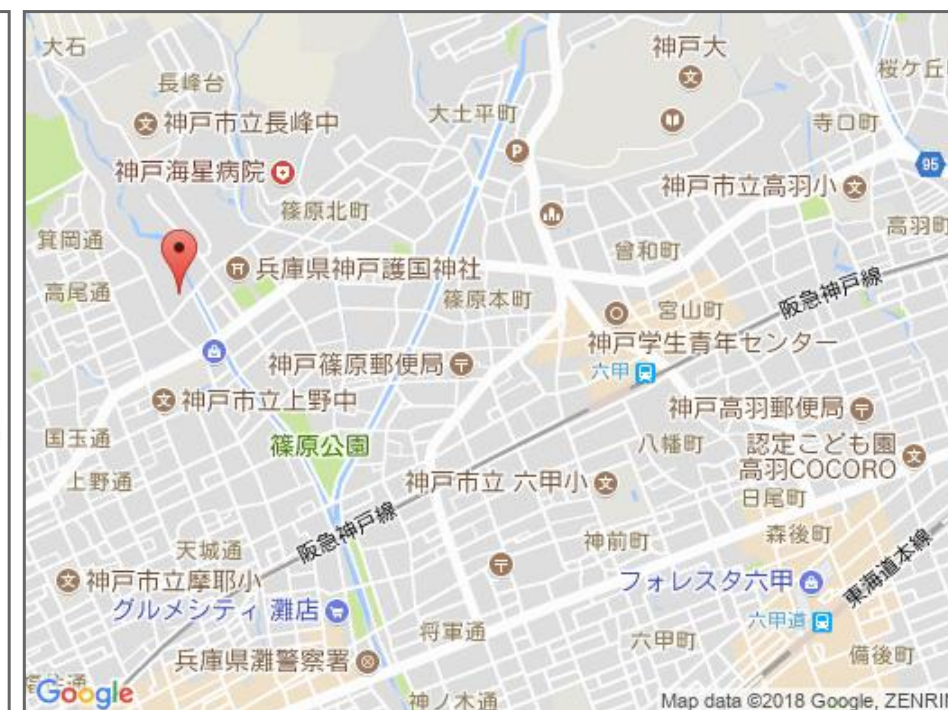 大石
長峰台
神戸大
桜ケ丘
大土平町
神戸市立長峰中
P
寺口町
95
神戸海星病院
神戸市立高羽小
篠原北町
高羽町
箕岡通
曾和町
兵庫県神戸護国神社
高尾通
篠原本町
宮山町
阪急神戸線
神戸学生青年センター
神戸篠原郵便局
六甲
神戸市立上野中
神戸高羽郵便局
国玉通
篠原公園
八幡町
認定こども園
高羽COCORO
上野通
神戸市立 六甲小
日尾町
阪急神戸線
森後町
天城通
神前町
東海道本線
神戸市立摩耶小
フォレスタ六甲
グルメシティ 灘店
六甲道
将軍通
六甲町
備後町
兵庫県灘警察署
Google
神ノ木通
Map data ©2018 Google, ZENRIN